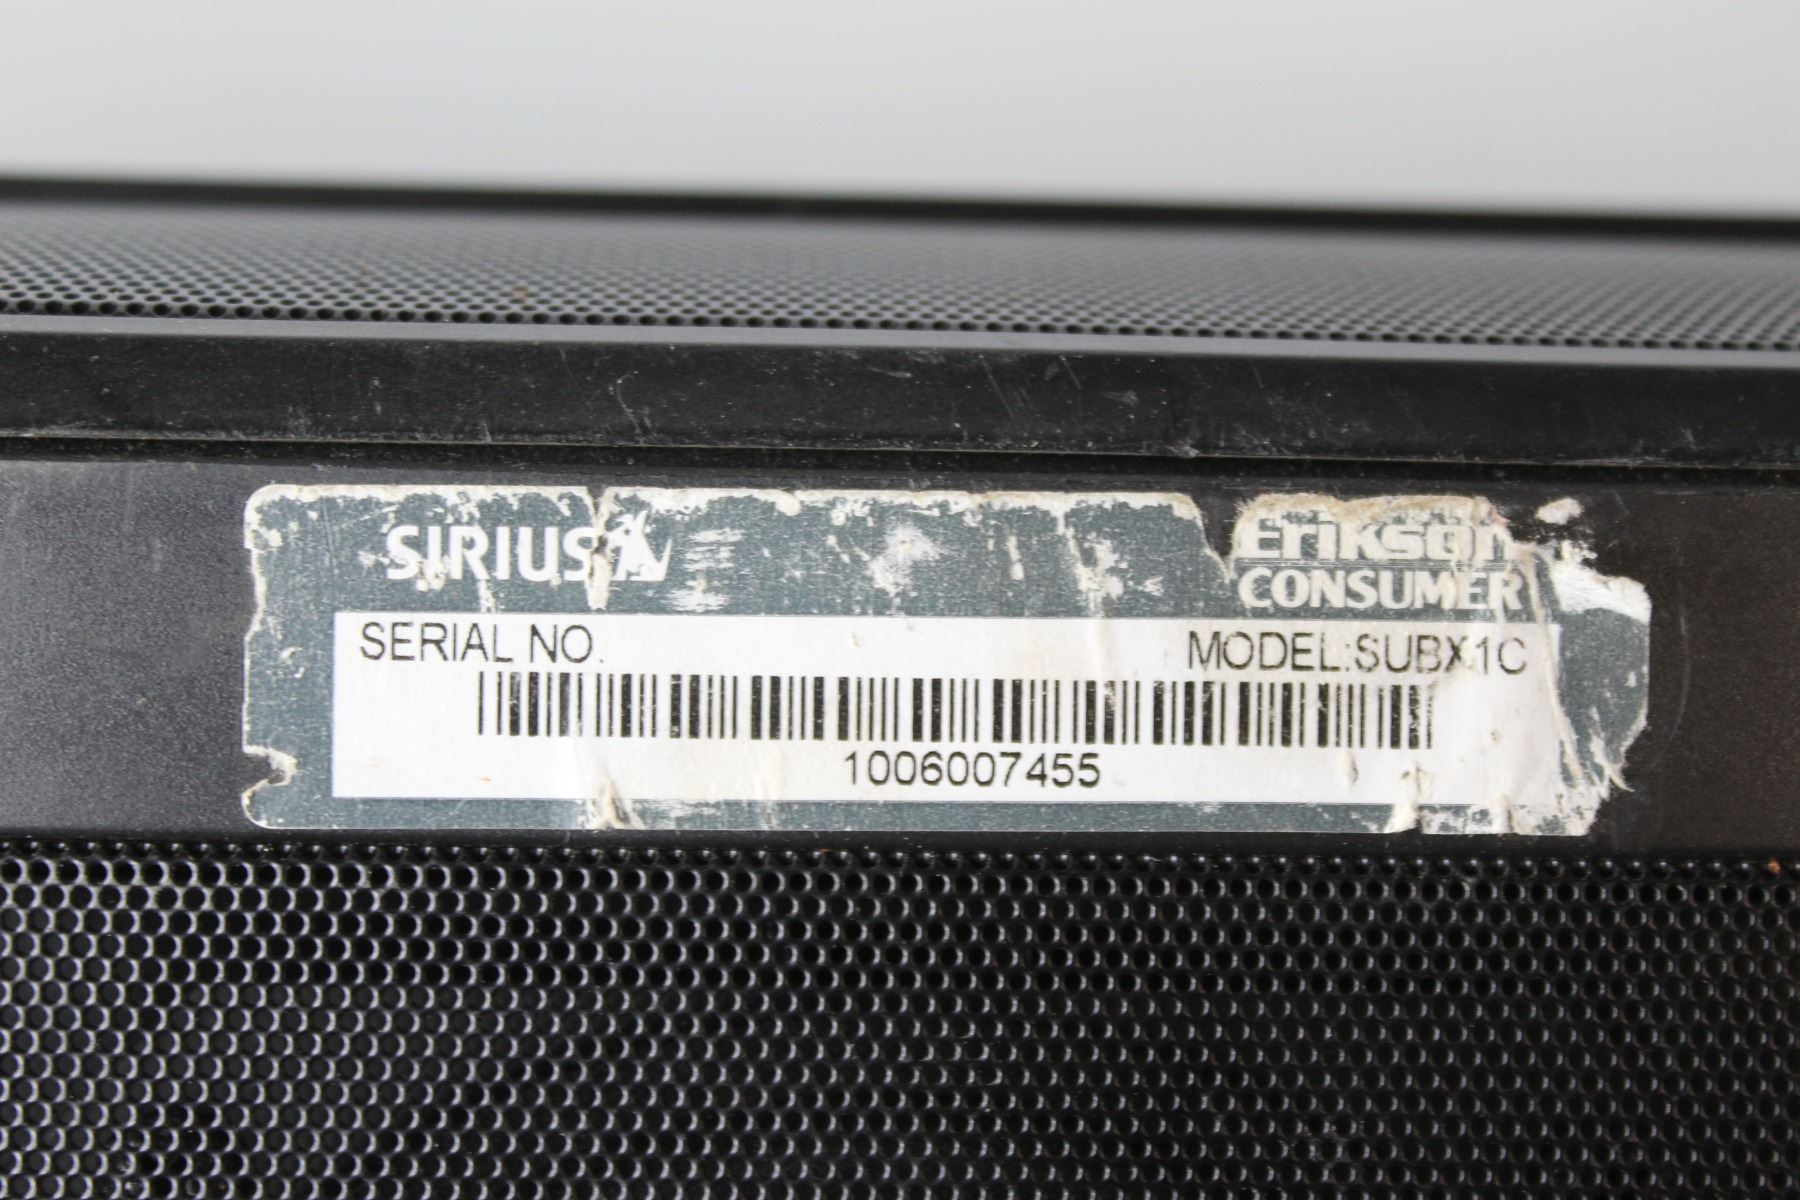 SIRIUS
Erikson
CONSUMER
SERIAL NO.
MODEL:SUBX1C
1006007455